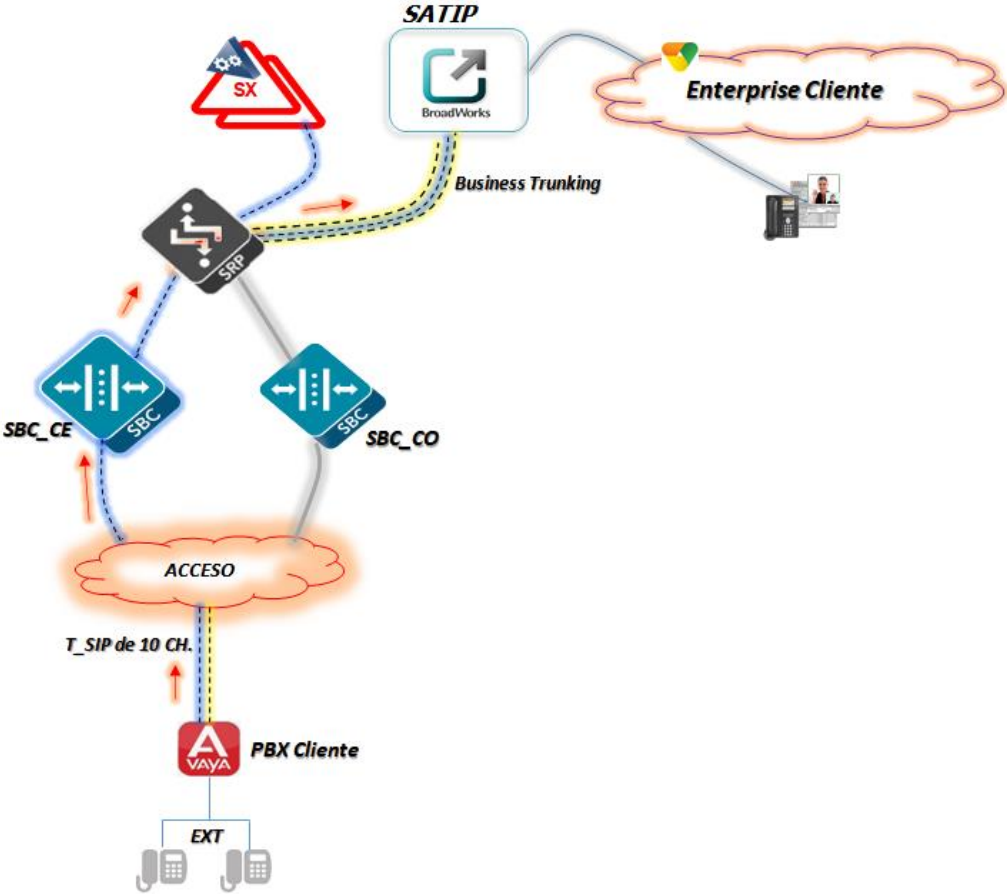 SATIP
SX
BroadWorks
Enterprise Cliente
Business Trunking
SRP
SBC
SBC_CE
SBC
SBC_CO
ACCESO
T_SIP de 10 CH.
AVAYA
PBX Cliente
EXT